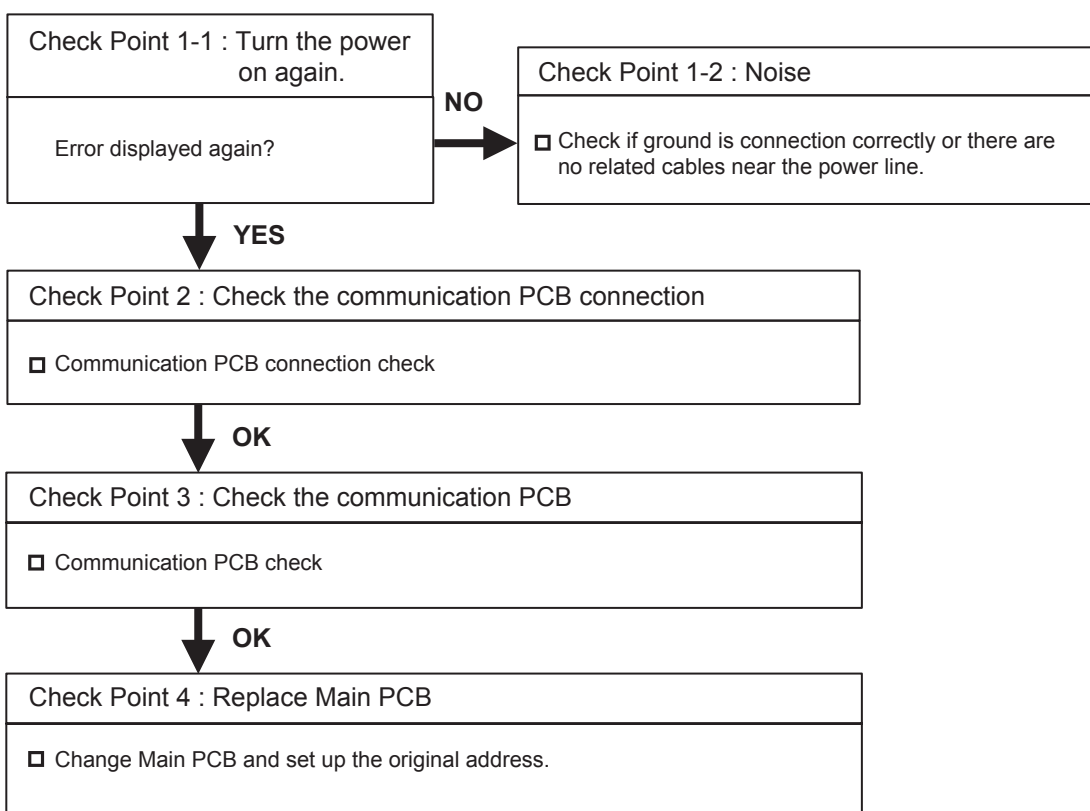 Check Point 1-1 : Turn the power
on again.
Error displayed again?
NO
Check Point 1-2 : Noise
Check if ground is connection correctly or there are
no related cables near the power line.
YES
Check Point 2 : Check the communication PCB connection
Communication PCB connection check
OK
Check Point 3 : Check the communication PCB
Communication PCB check
OK
Check Point 4 : Replace Main PCB
Change Main PCB and set up the original address.